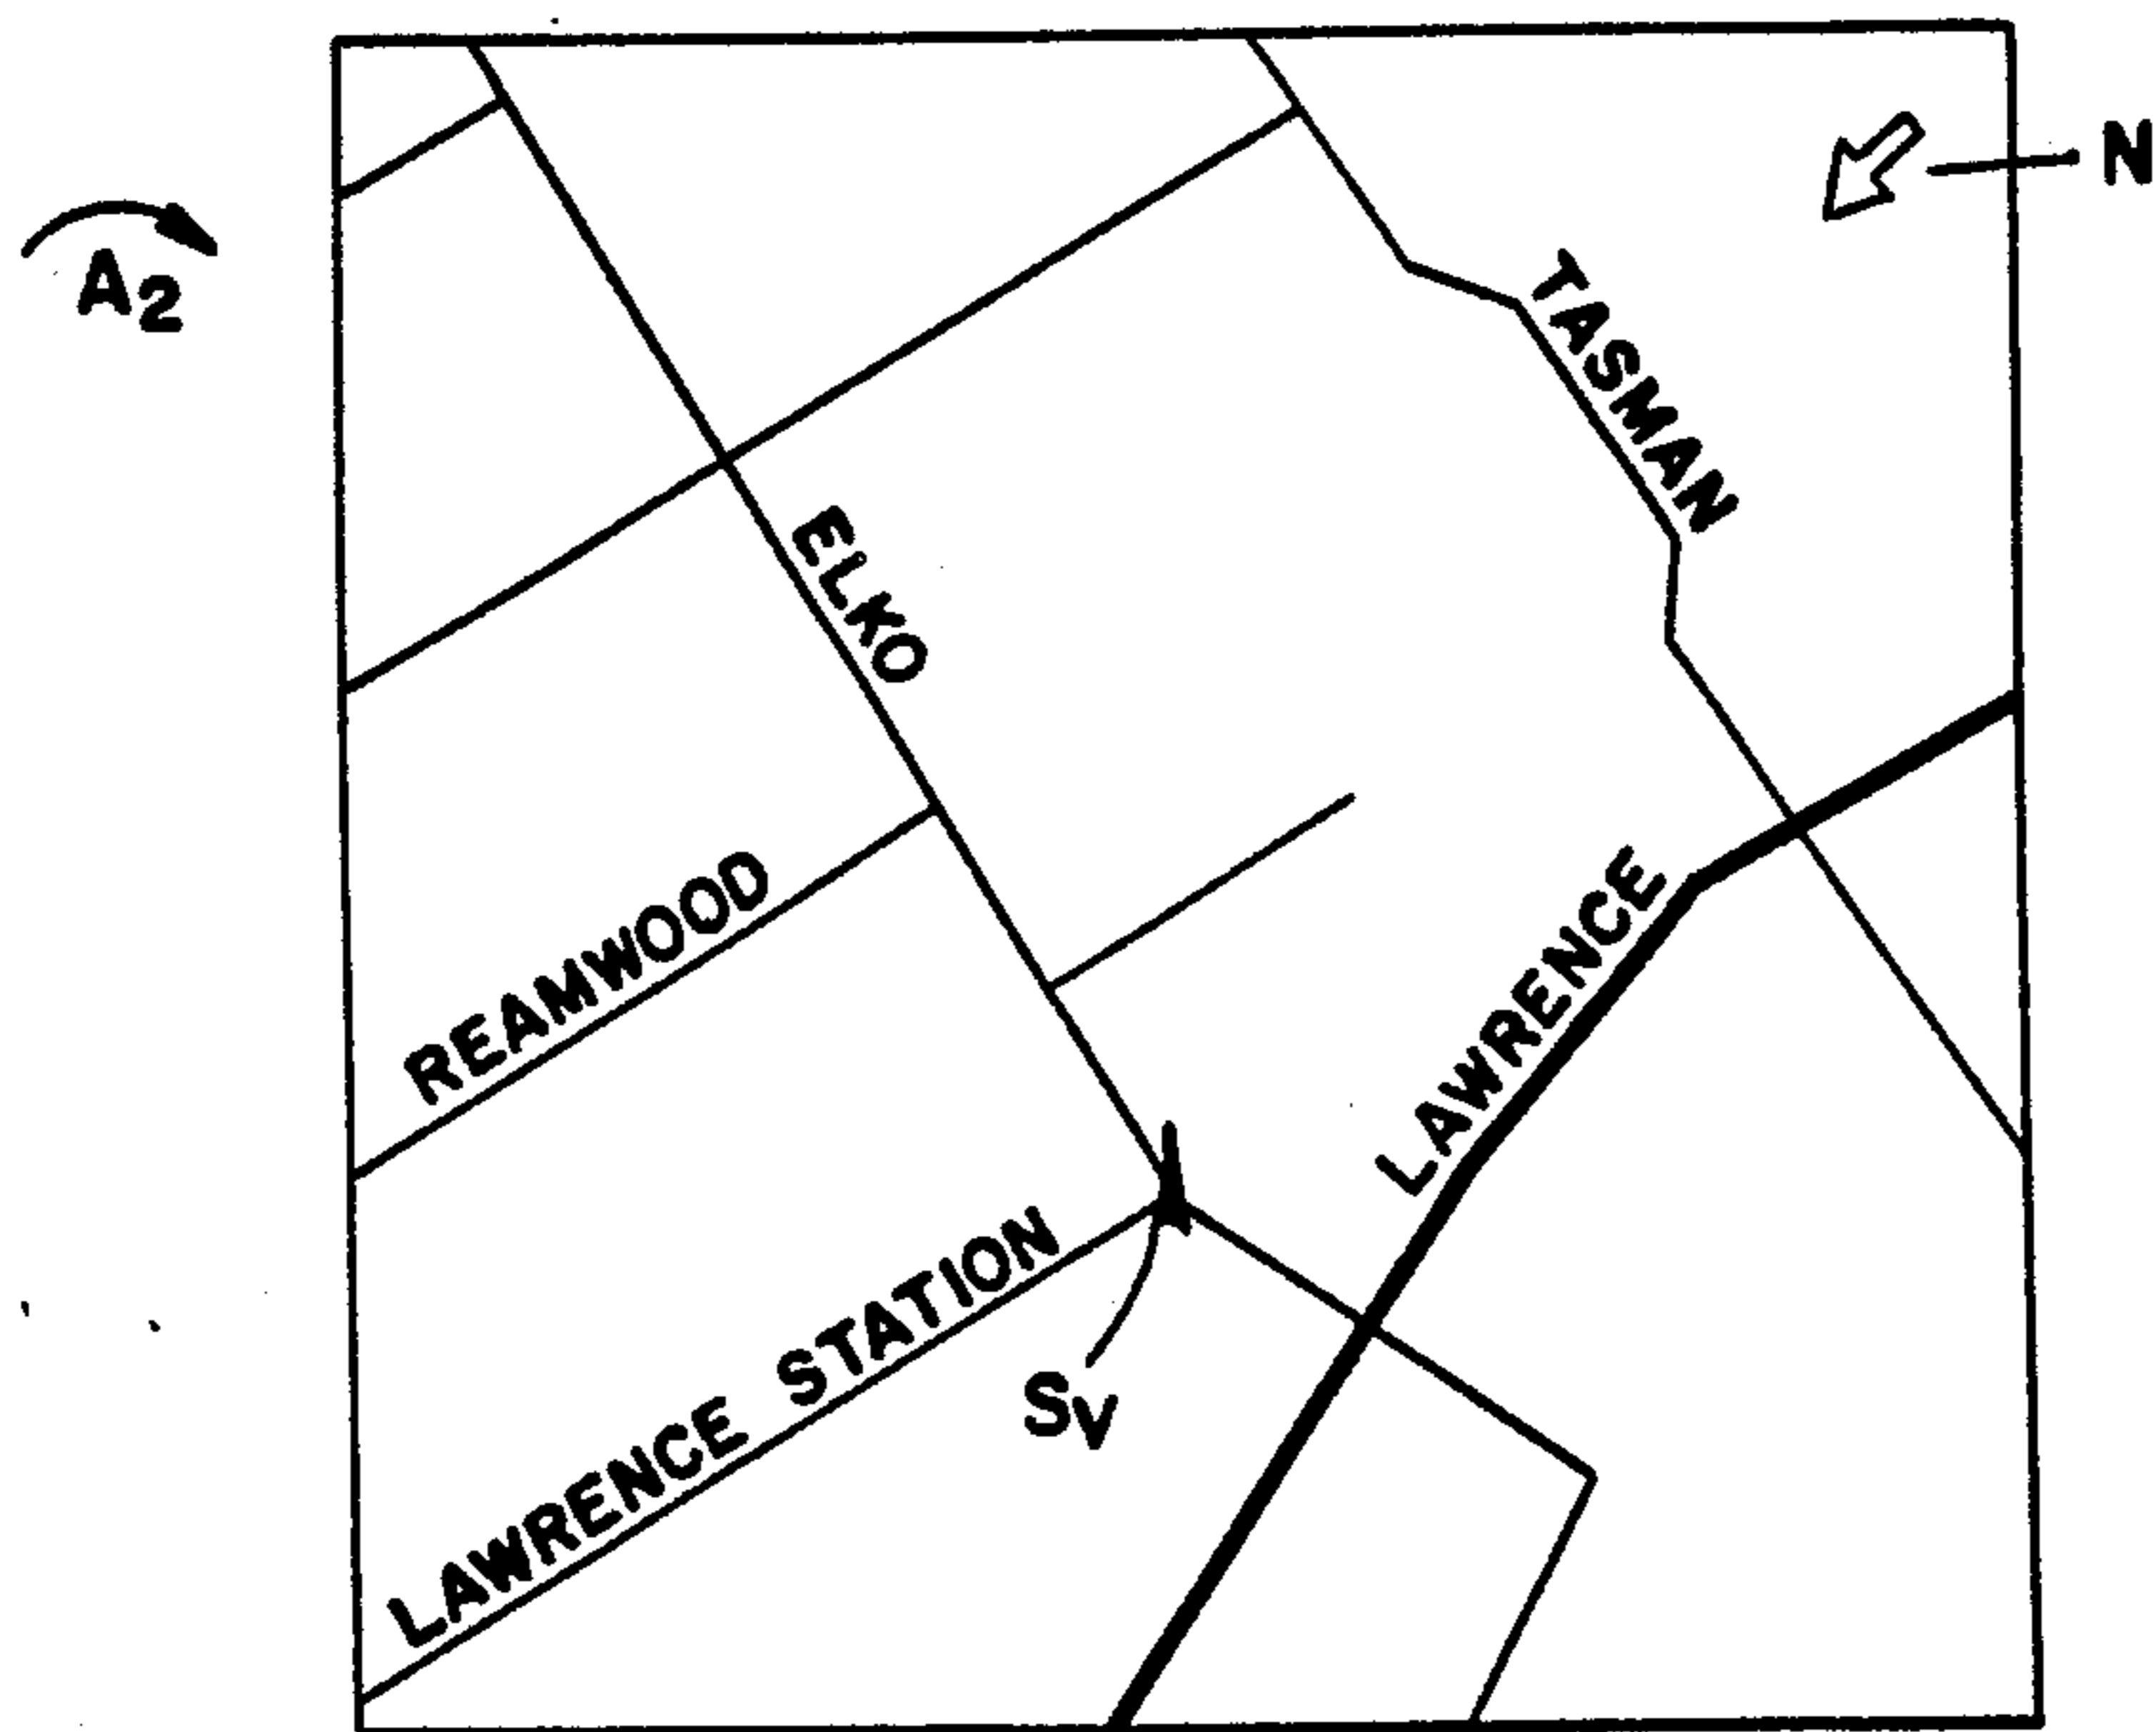 N
A2
TASMAN
ELKO
REAMWOOD
LAWRENCE
LAWRENCE STATION
SV